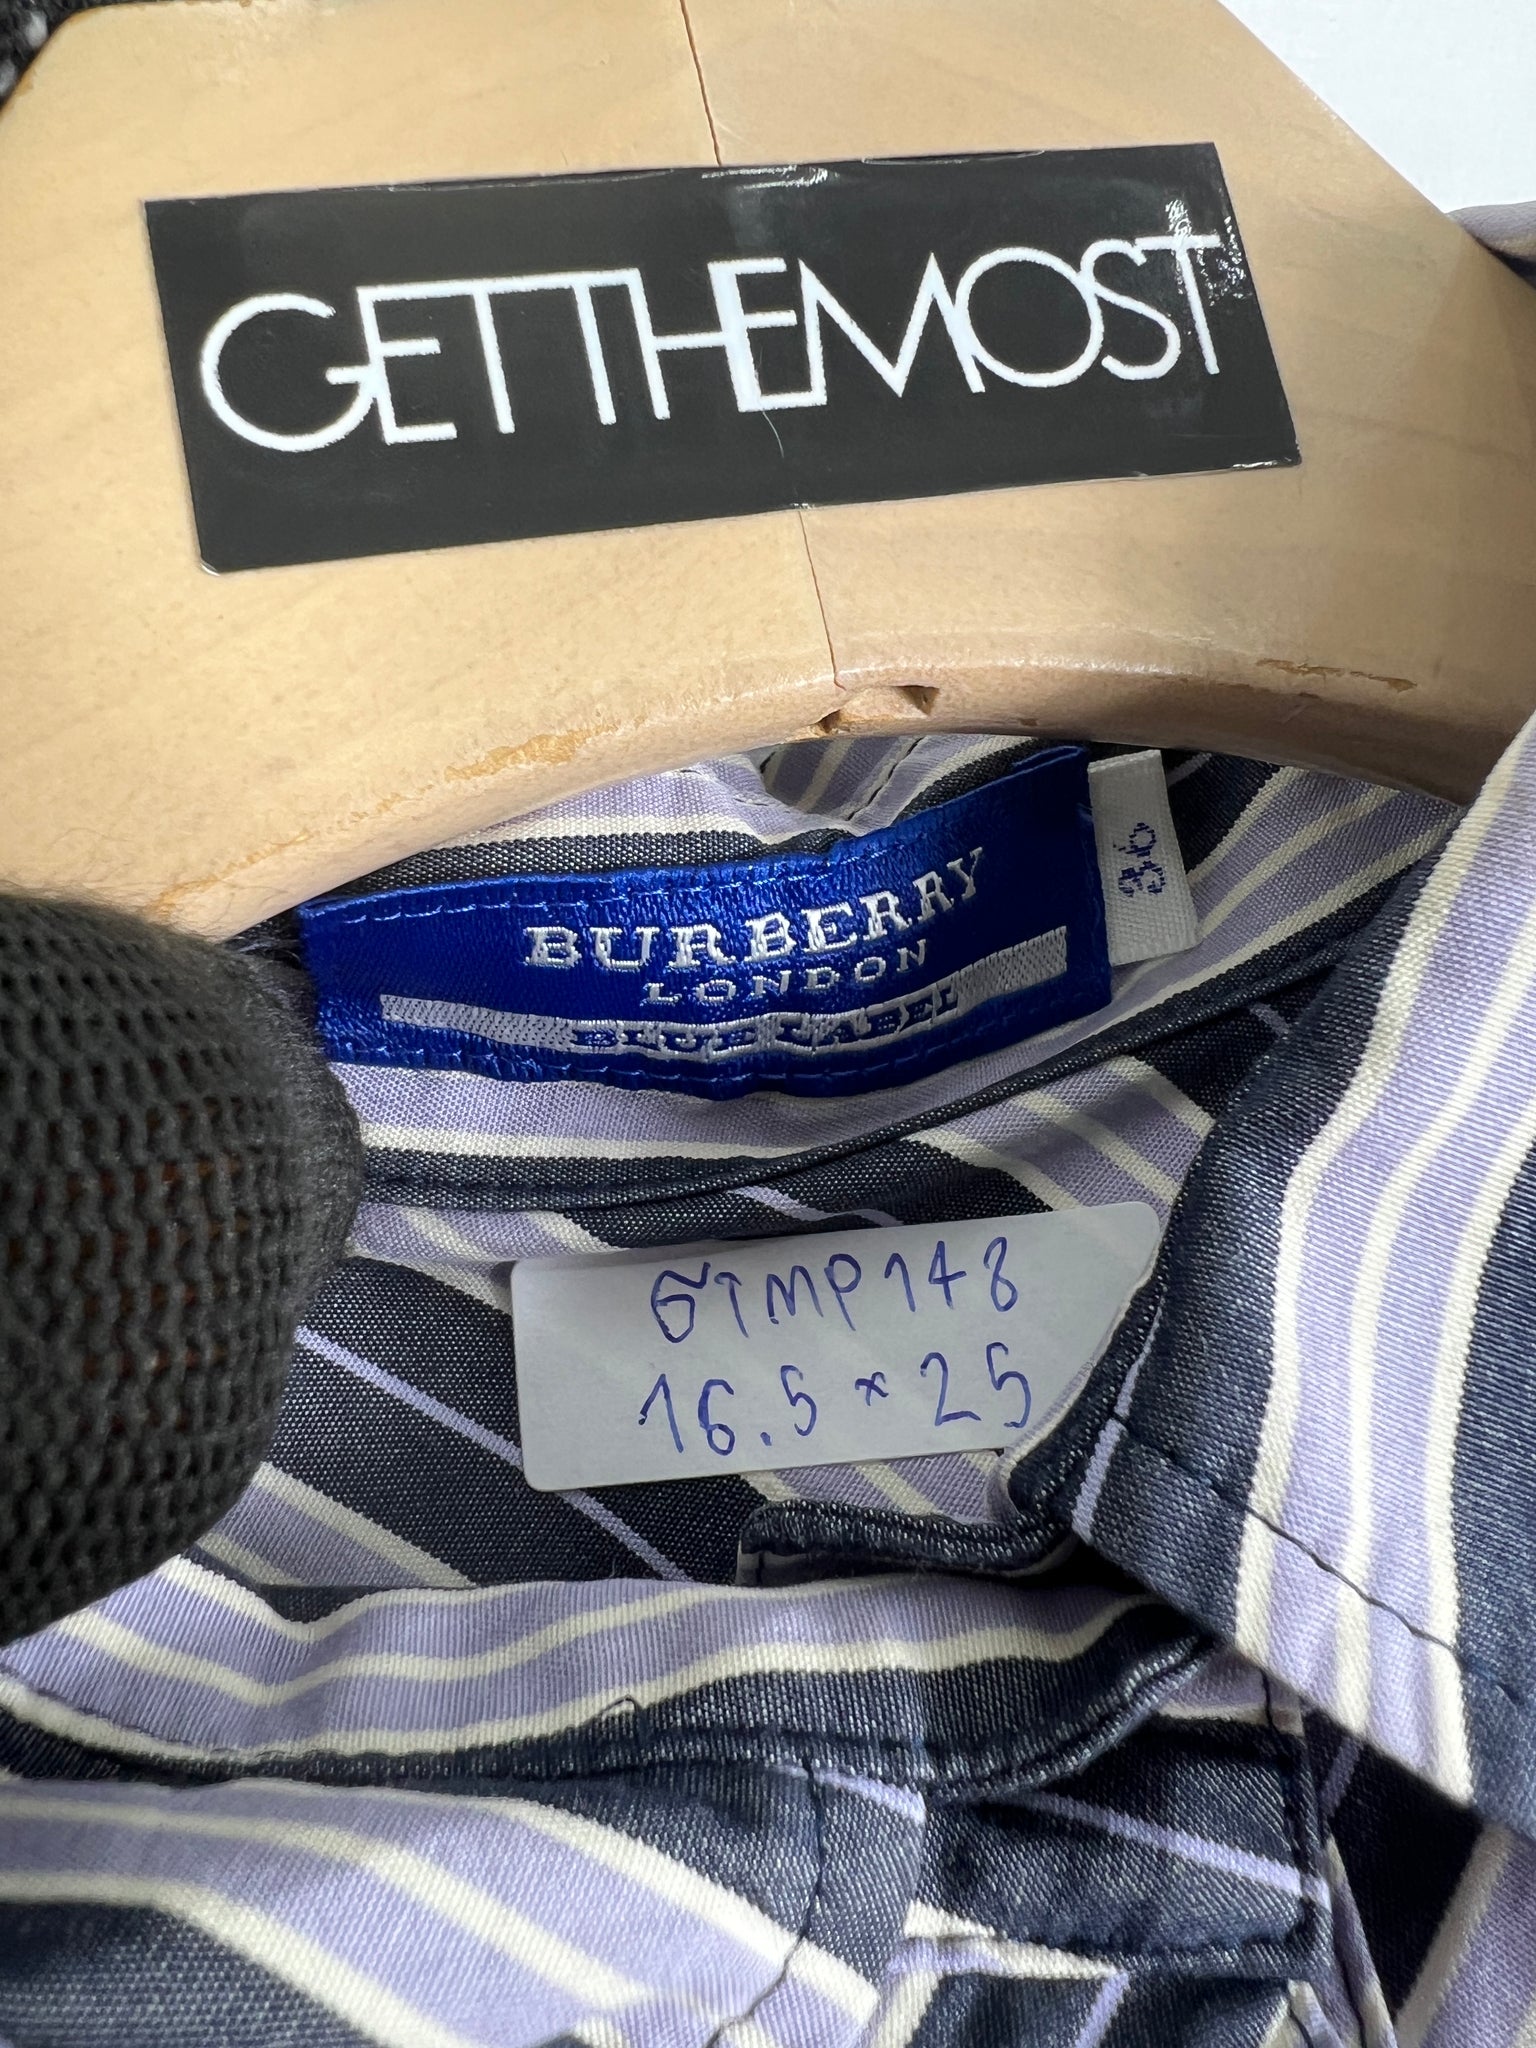 GETTHEMOST
BURBERRY
LONDON
BLUE LABEL
36
GTMP148
16.5 * 25